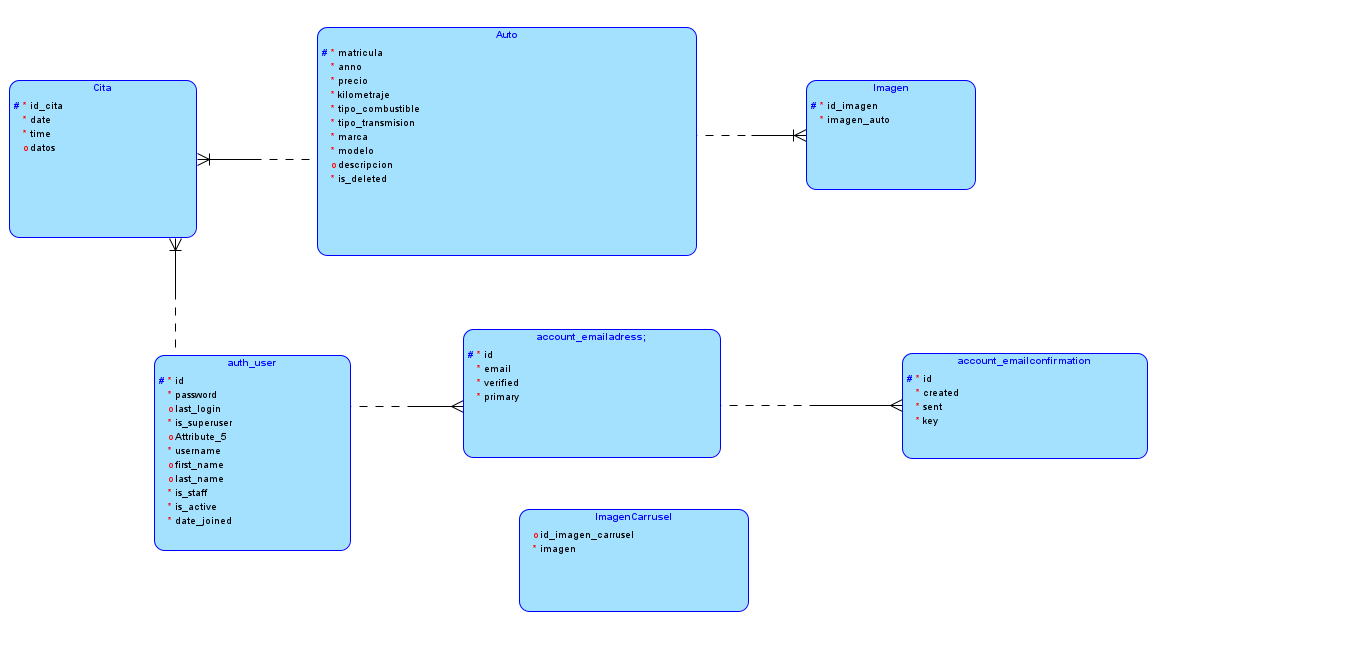 Cita
# * id_cita
* date
* time
o datos
Auto
# * matricula
* anno
* precio
* kilometraje
* tipo_combustible
* tipo_transmision
* marca
* modelo
o descripcion
* is_deleted
Imagen
# * id_imagen
* imagen_auto
auth_user
# * id
* password
o last_login
* is_superuser
o Attribute_5
* username
o first_name
o last_name
* is_staff
* is_active
* date_joined
account_emailadress;
# * id
* email
* verified
* primary
account_emailconfirmation
# * id
* created
* sent
* key
ImagenCarrusel
o id_imagen_carrusel
* imagen